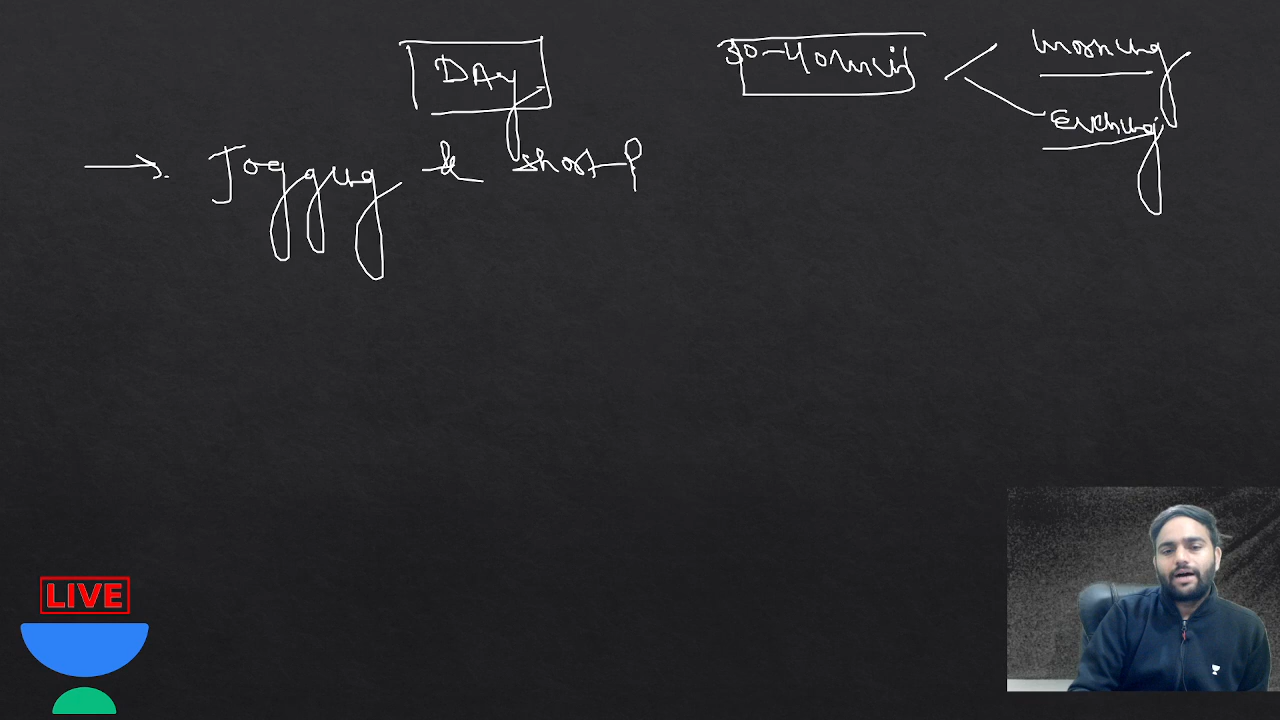 DAy
30-40 min
Morning
Evening
→ Jogging & short P
LIVE